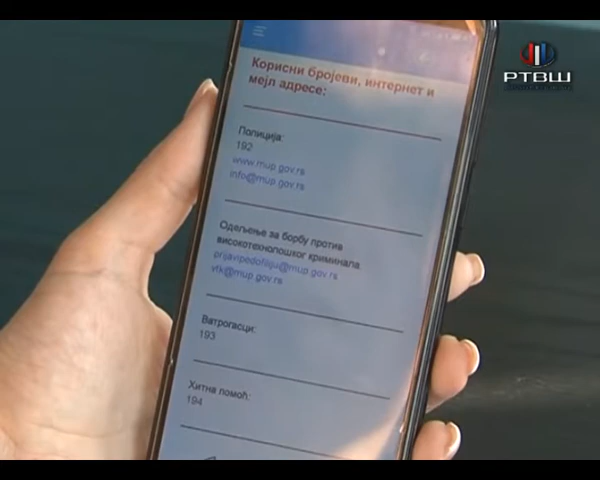 Корисни бројеви, интернет и
мејл адресе:
Полиција:
192
www.mup.gov.rs
info@mup.gov.rs
Одељење за борбу против
високотехнолошког криминала:
prijavipedofiliju@mup.gov.rs
vtk@mup.gov.rs
Ватрогасци:
193
Хитна помоћ:
194
РТВШ